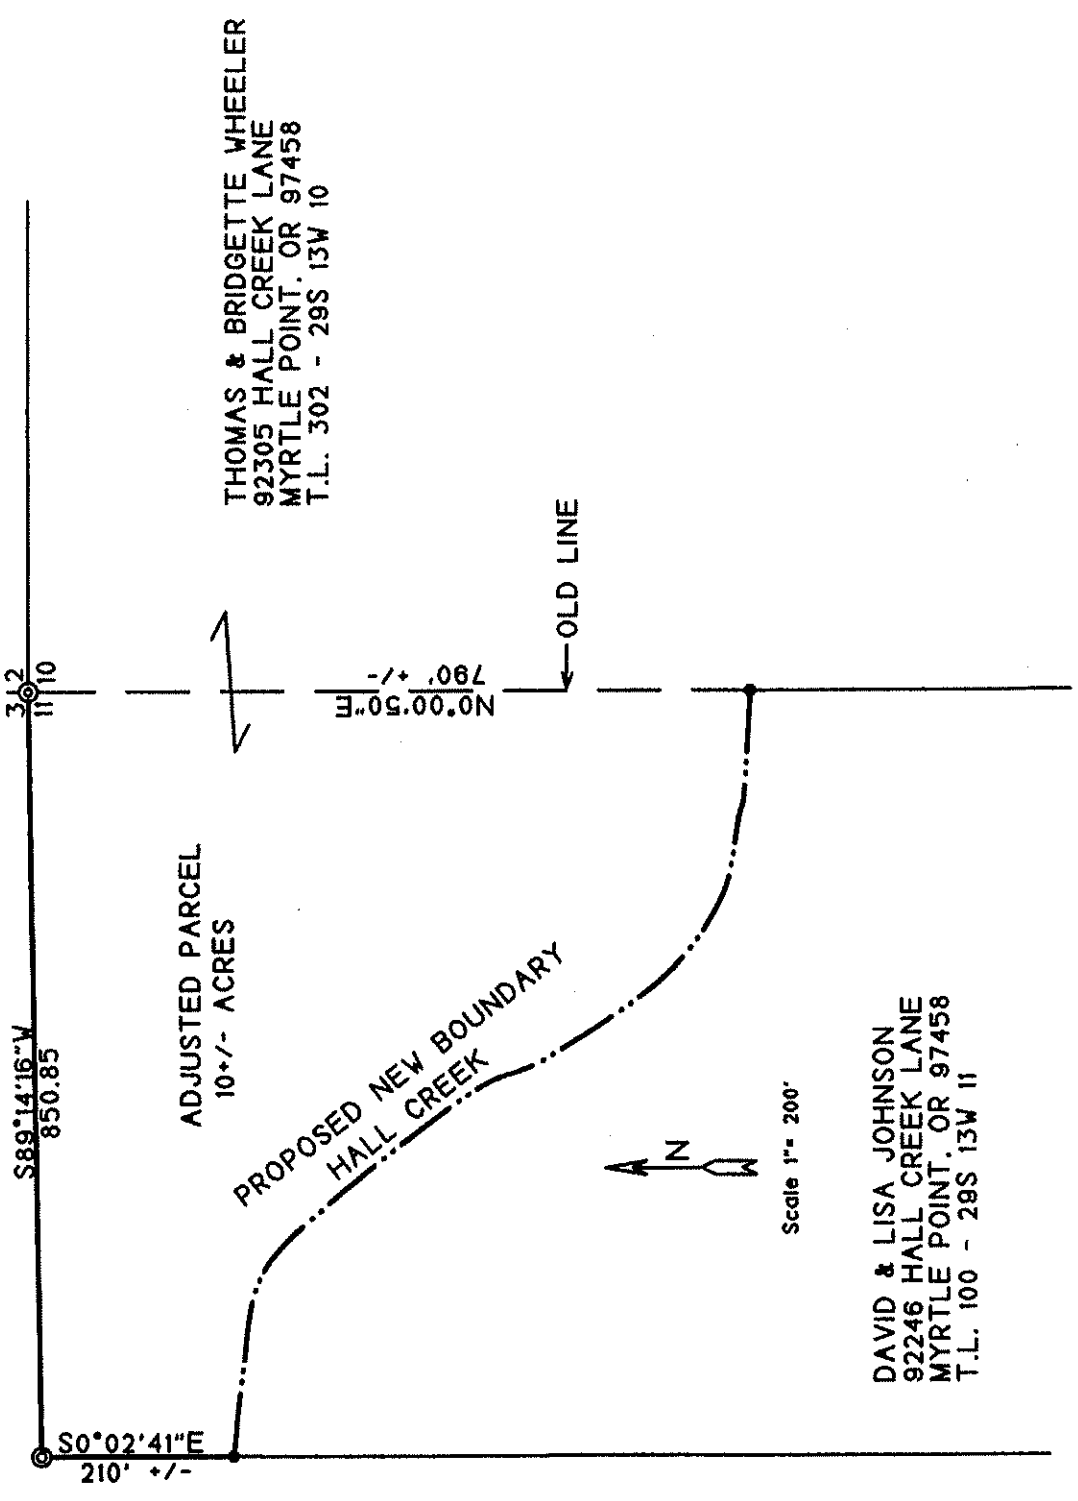 3 2
11 10
S89°14'16"W
850.85
THOMAS & BRIDGETTE WHEELER
92305 HALL CREEK LANE
MYRTLE POINT. OR 97458
T.L. 302 - 29S 13W 10
ADJUSTED PARCEL
10+/- ACRES
N0°00'50"E
790' +/-
OLD LINE
PROPOSED NEW BOUNDARY
HALL CREEK
S0°02'41"E
210' +/-
N
Scale 1"= 200'
DAVID & LISA JOHNSON
92246 HALL CREEK LANE
MYRTLE POINT. OR 97458
T.L. 100 - 29S 13W 11